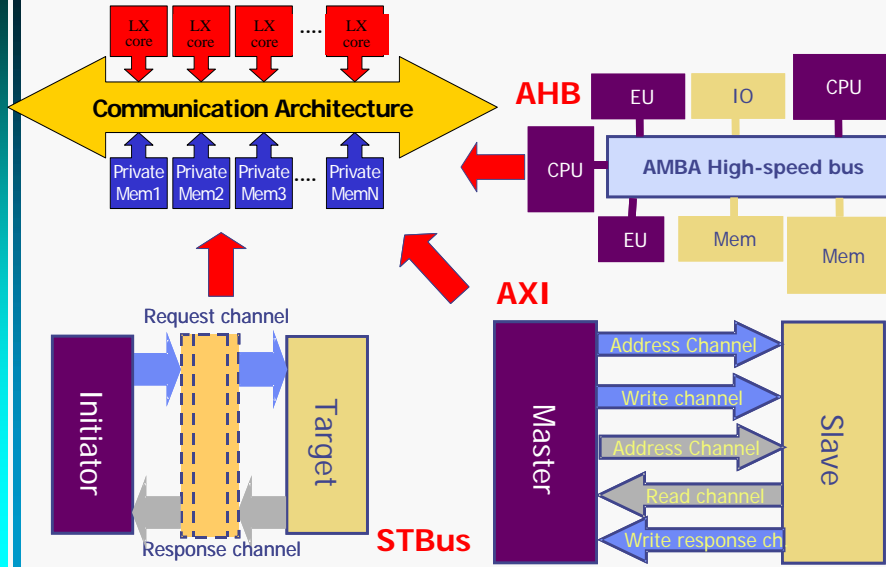 LX
core
LX
core
LX
core
....
LX
core
Communication Architecture
Private
Mem1
Private
Mem2
Private
Mem3
....
Private
MemN
AHB
EU
IO
CPU
CPU
AMBA High-speed bus
EU
Mem
Mem
AXI
Request channel
Initiator
Target
Response channel
STBus
Master
Address Channel
Write channel
Address Channel
Read channel
Write response ch.
Slave